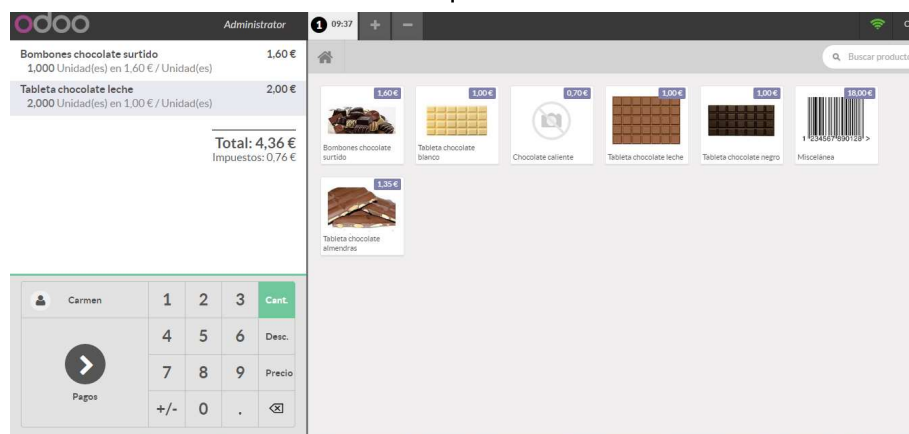 odoo
Administrator
1 09:37 + −
Bombones chocolate surtido 1,60 €
1,000 Unidad(es) en 1,60 € / Unidad(es)
Tableta chocolate leche 2,00 €
2,000 Unidad(es) en 1,00 € / Unidad(es)
Total: 4,36 €
Impuestos: 0,76 €
Buscar producto
1,60 €
Bombones chocolate
surtido
1,00 €
Tableta chocolate
blanco
0,70 €
Chocolate caliente
1,00 €
Tableta chocolate leche
1,00 €
Tableta chocolate negro
18,00 €
1 234567 890128 >
Miscelánea
1,35 €
Tableta chocolate
almendras
Carmen
1 2 3 Cant.
4 5 6 Desc.
7 8 9 Precio
+/- 0 .
Pagos